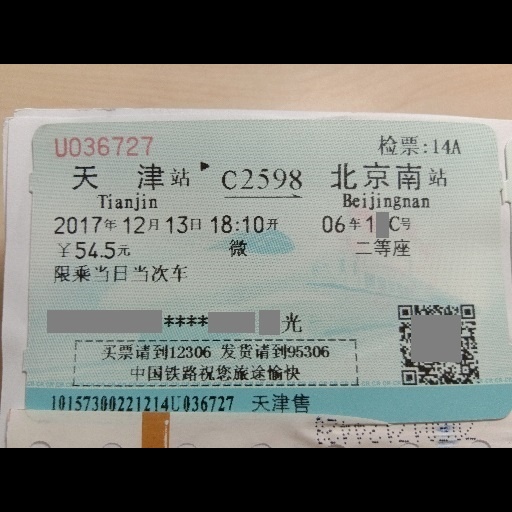 U036727 检票:14A
天津站 C2598 北京南站
Tianjin Beijingnan
2017年12月13日18:10开 06车1C号
￥54.5元 微 二等座
限乘当日当次车
****光
买票请到12306 发货请到95306
中国铁路祝您旅途愉快
10157300221214U036727 天津售